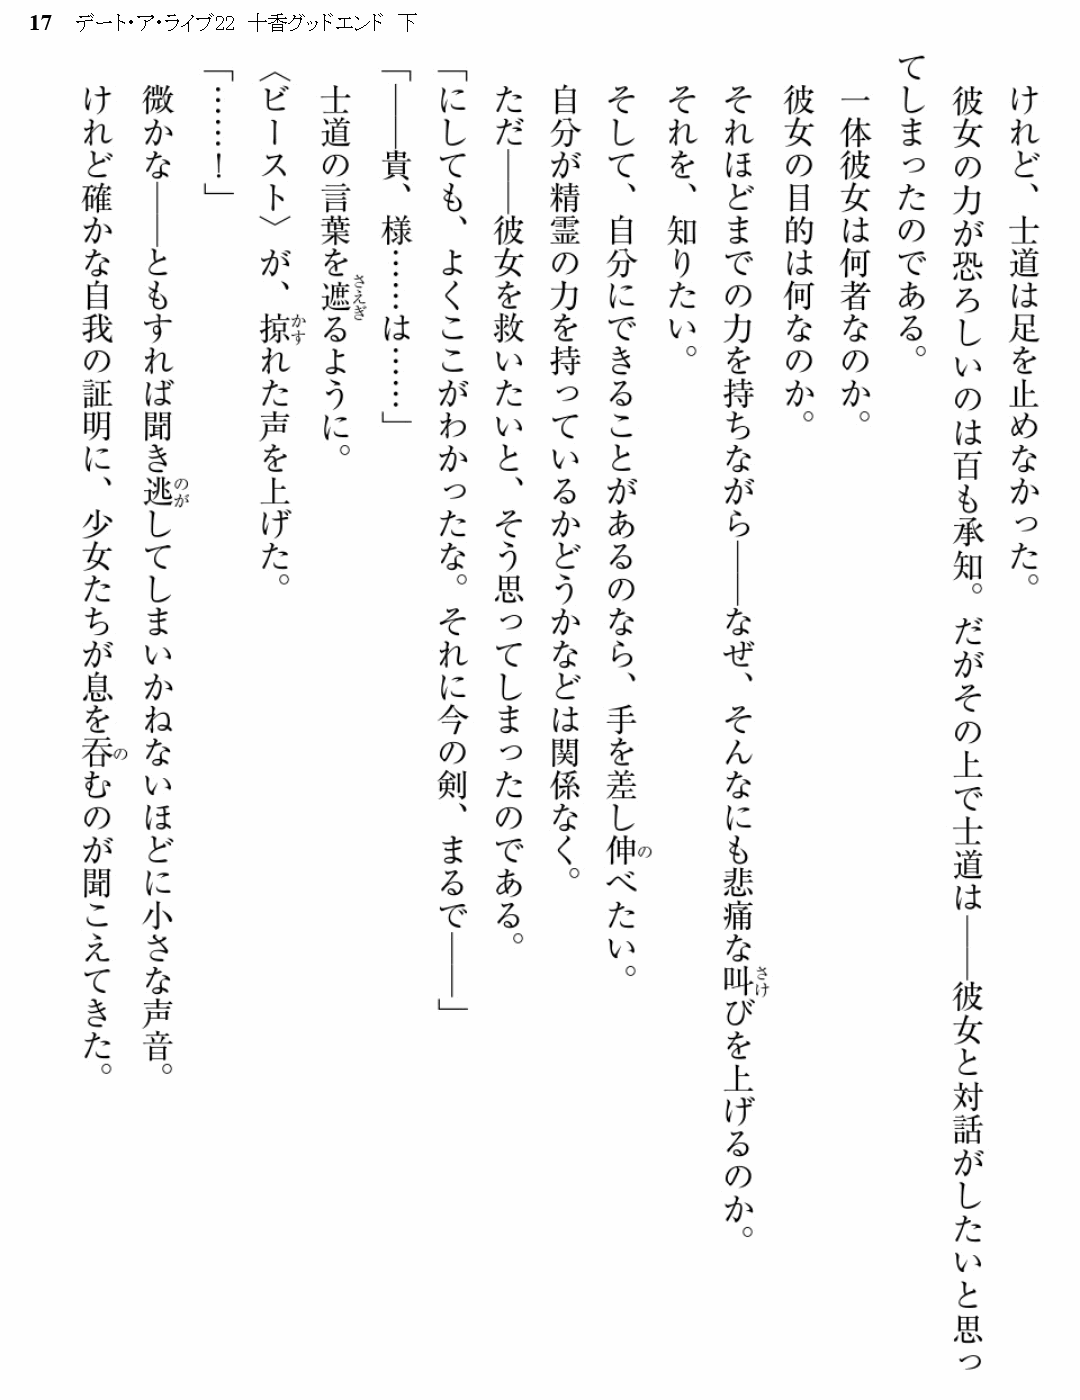 17 デート・ア・ライブ22 十香グッドエンド 下
けれど、士道は足を止めなかった。
彼女の力が恐ろしいのは百も承知。だがその上で士道は――彼女と対話がしたいと思っ
てしまったのである。
一体彼女は何者なのか。
彼女の目的は何なのか。
それほどまでの力を持ちながら――なぜ、そんなにも悲痛な叫びを上げるのか。
それを、知りたい。
そして、自分にできることがあるのなら、手を差し伸べたい。
自分が精霊の力を持っているかどうかなどは関係なく。
ただ――彼女を救いたいと、そう思ってしまったのである。
「にしても、よくここがわかったな。それに今の剣、まるで――」
「――貴、様……は……」
士道の言葉を遮るように。
〈ビースト〉が、掠れた声を上げた。
「……！」
微かな――ともすれば聞き逃してしまいかねないほどに小さな声音。
けれど確かな自我の証明に、少女たちが息を呑むのが聞こえてきた。